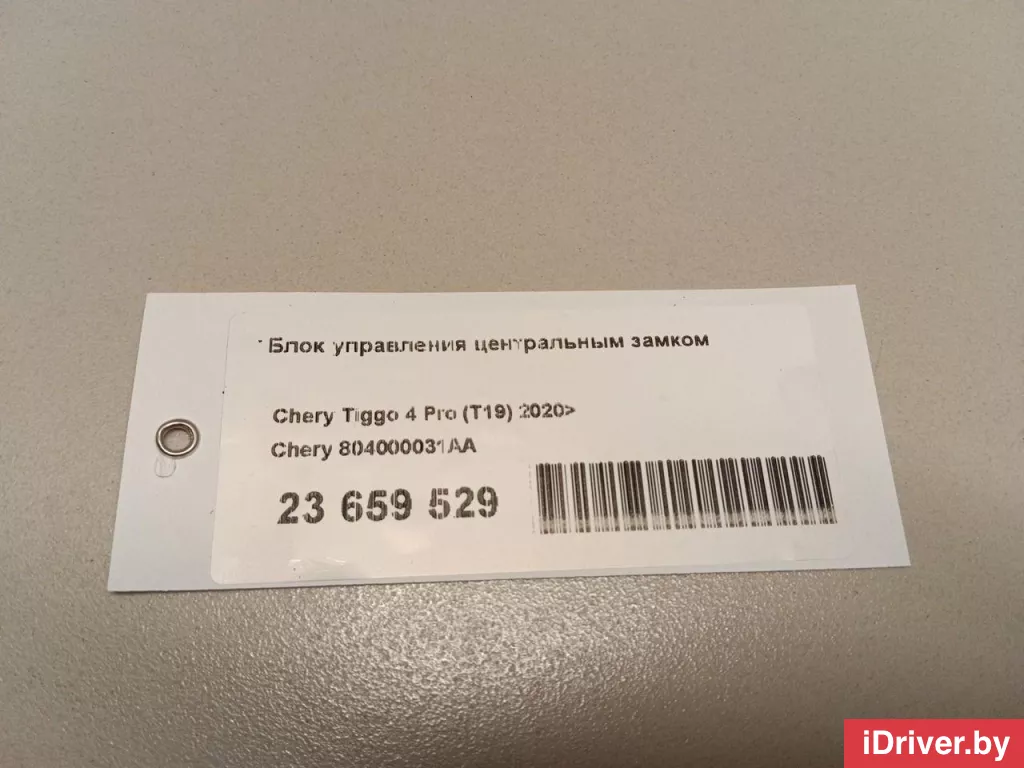 Блок управления центральным замком
Chery Tiggo 4 Pro (T19) 2020>
Chery 804000031AA
23 659 529
iDriver.by